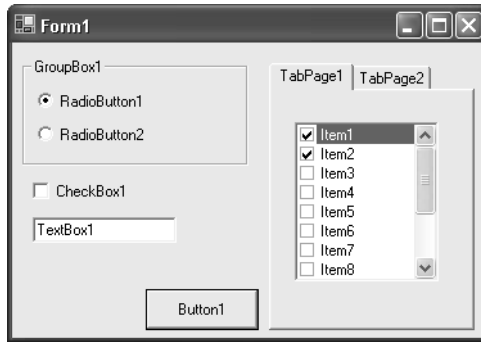 Form1
GroupBox1
RadioButton1
RadioButton2
CheckBox1
TextBox1
Button1
TabPage1 TabPage2
Item1
Item2
Item3
Item4
Item5
Item6
Item7
Item8